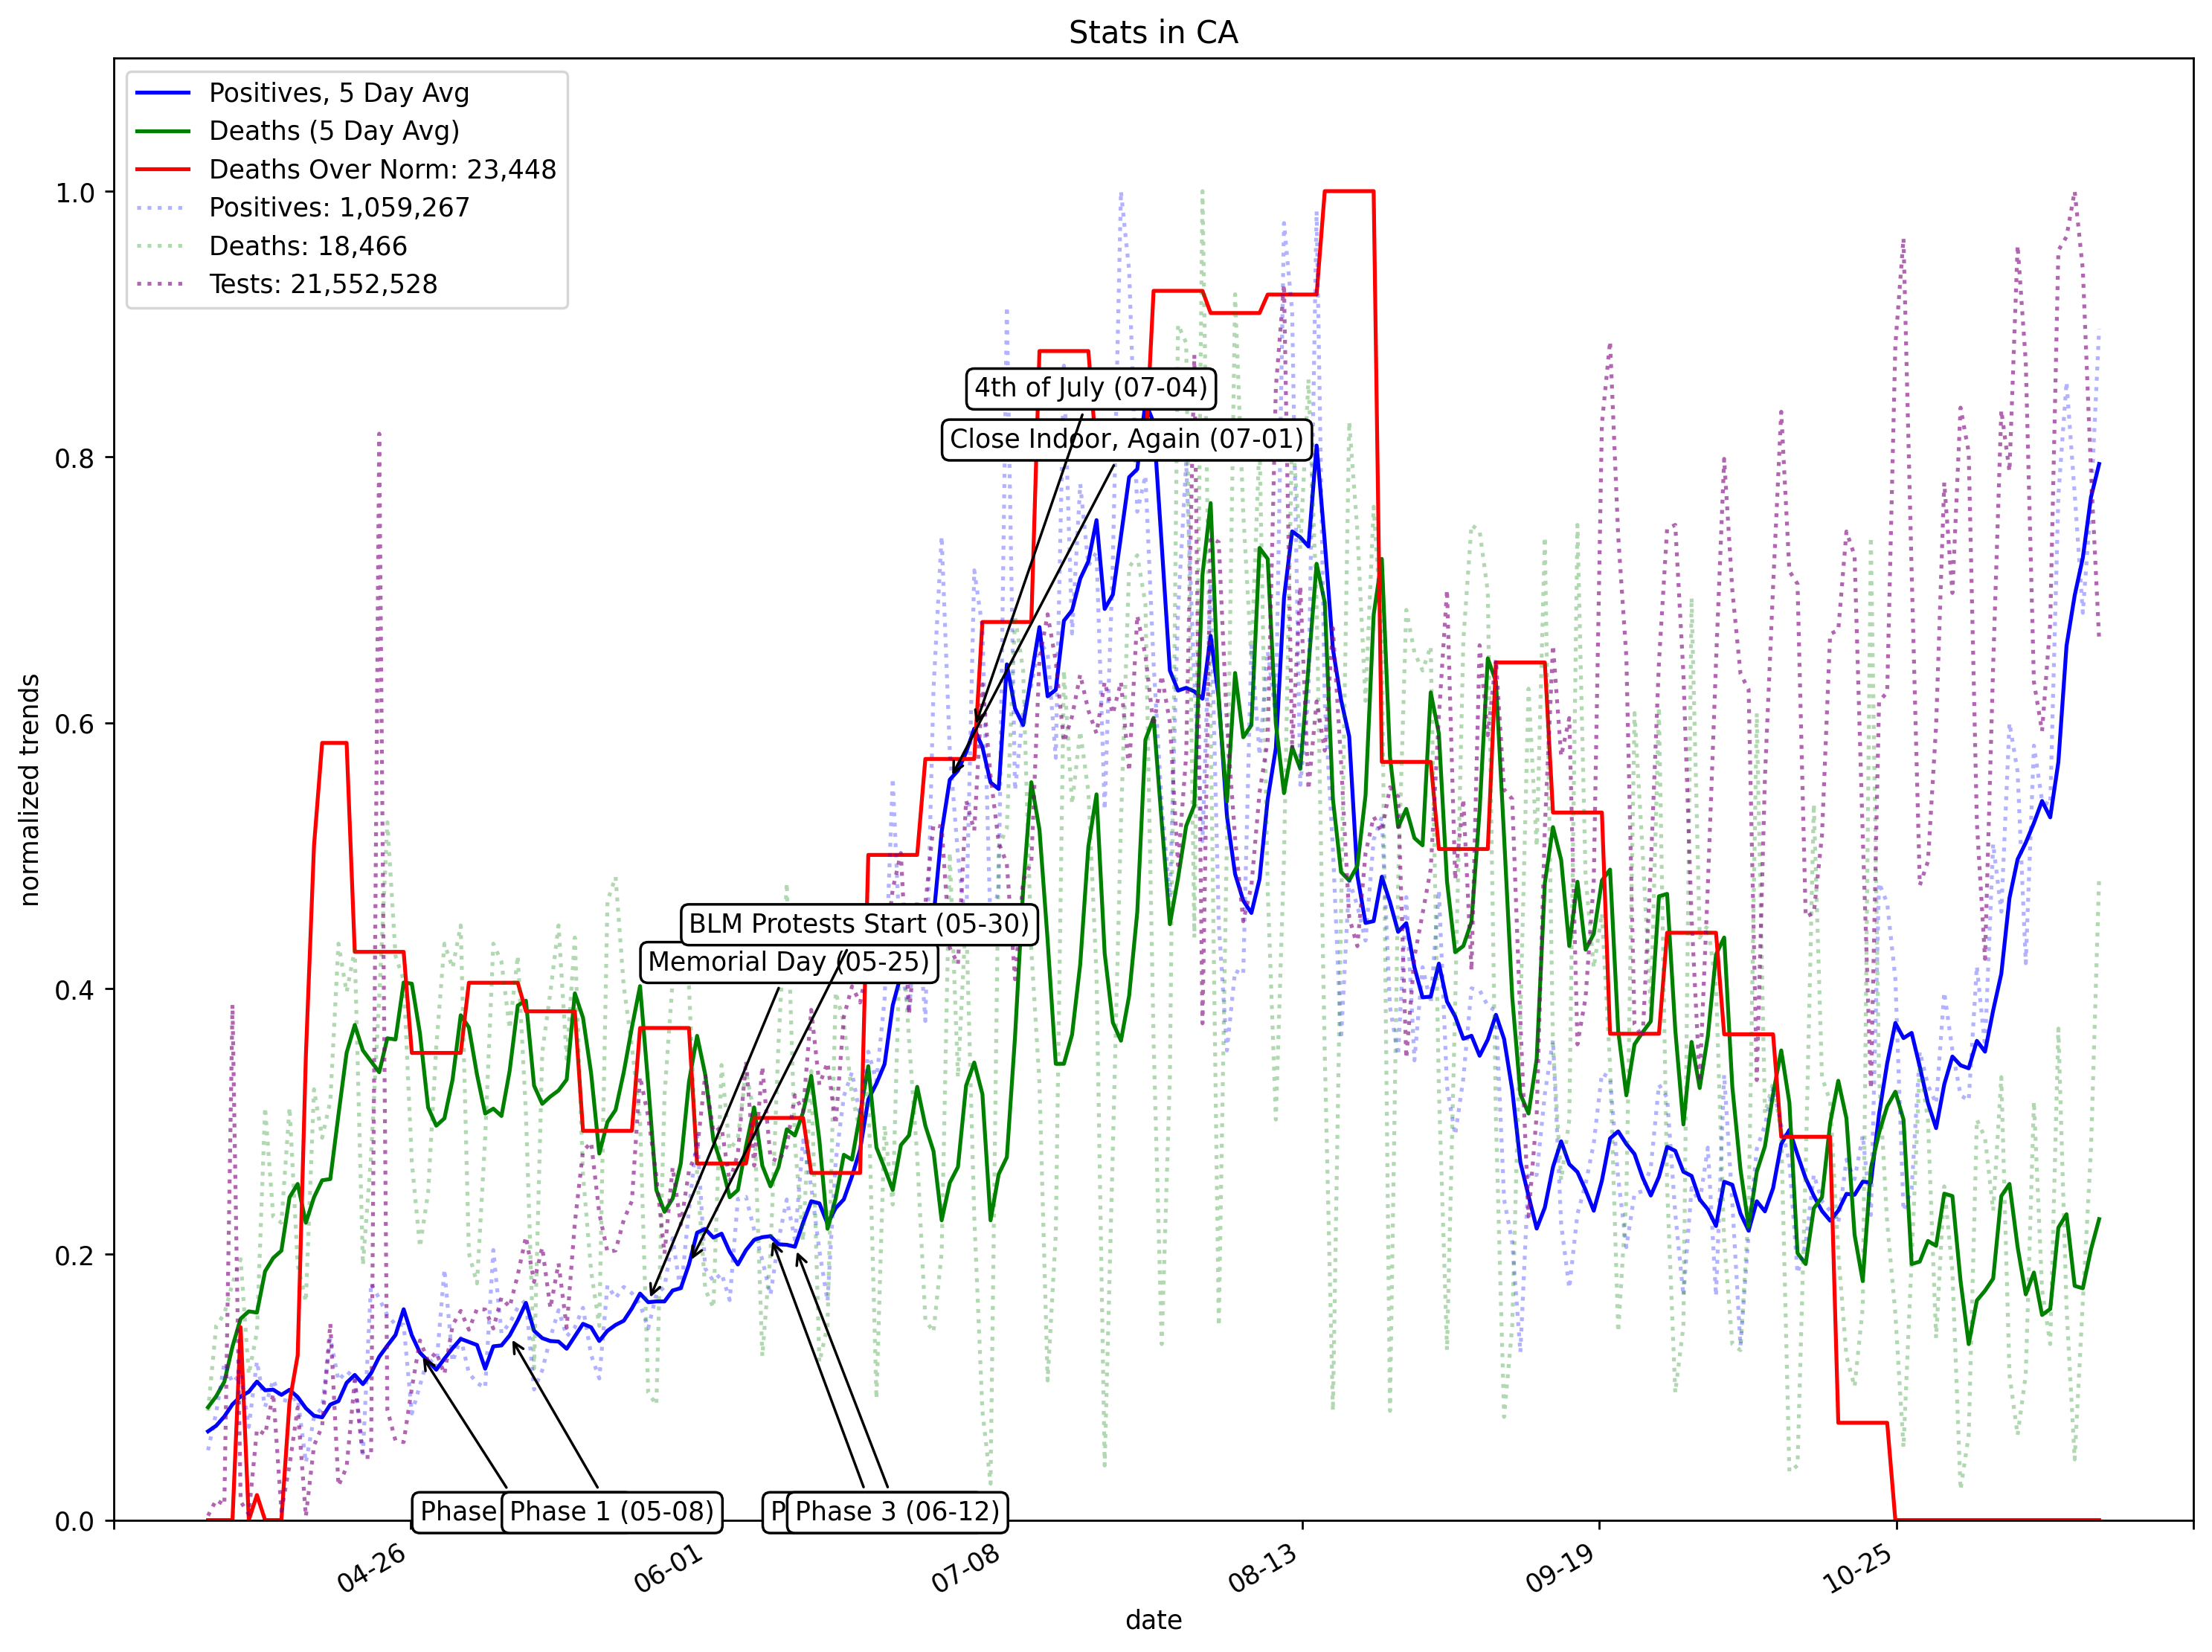 Stats in CA
Positives, 5 Day Avg
Deaths (5 Day Avg)
Deaths Over Norm: 23,448
Positives: 1,059,267
Deaths: 18,466
Tests: 21,552,528
1.0
0.8
0.6
0.4
0.2
0.0
normalized trends
4th of July (07-04)
Close Indoor, Again (07-01)
BLM Protests Start (05-30)
Memorial Day (05-25)
Phase
Phase 1 (05-08)
Phase 3 (06-12)
04-26
06-01
07-08
08-13
09-19
10-25
date